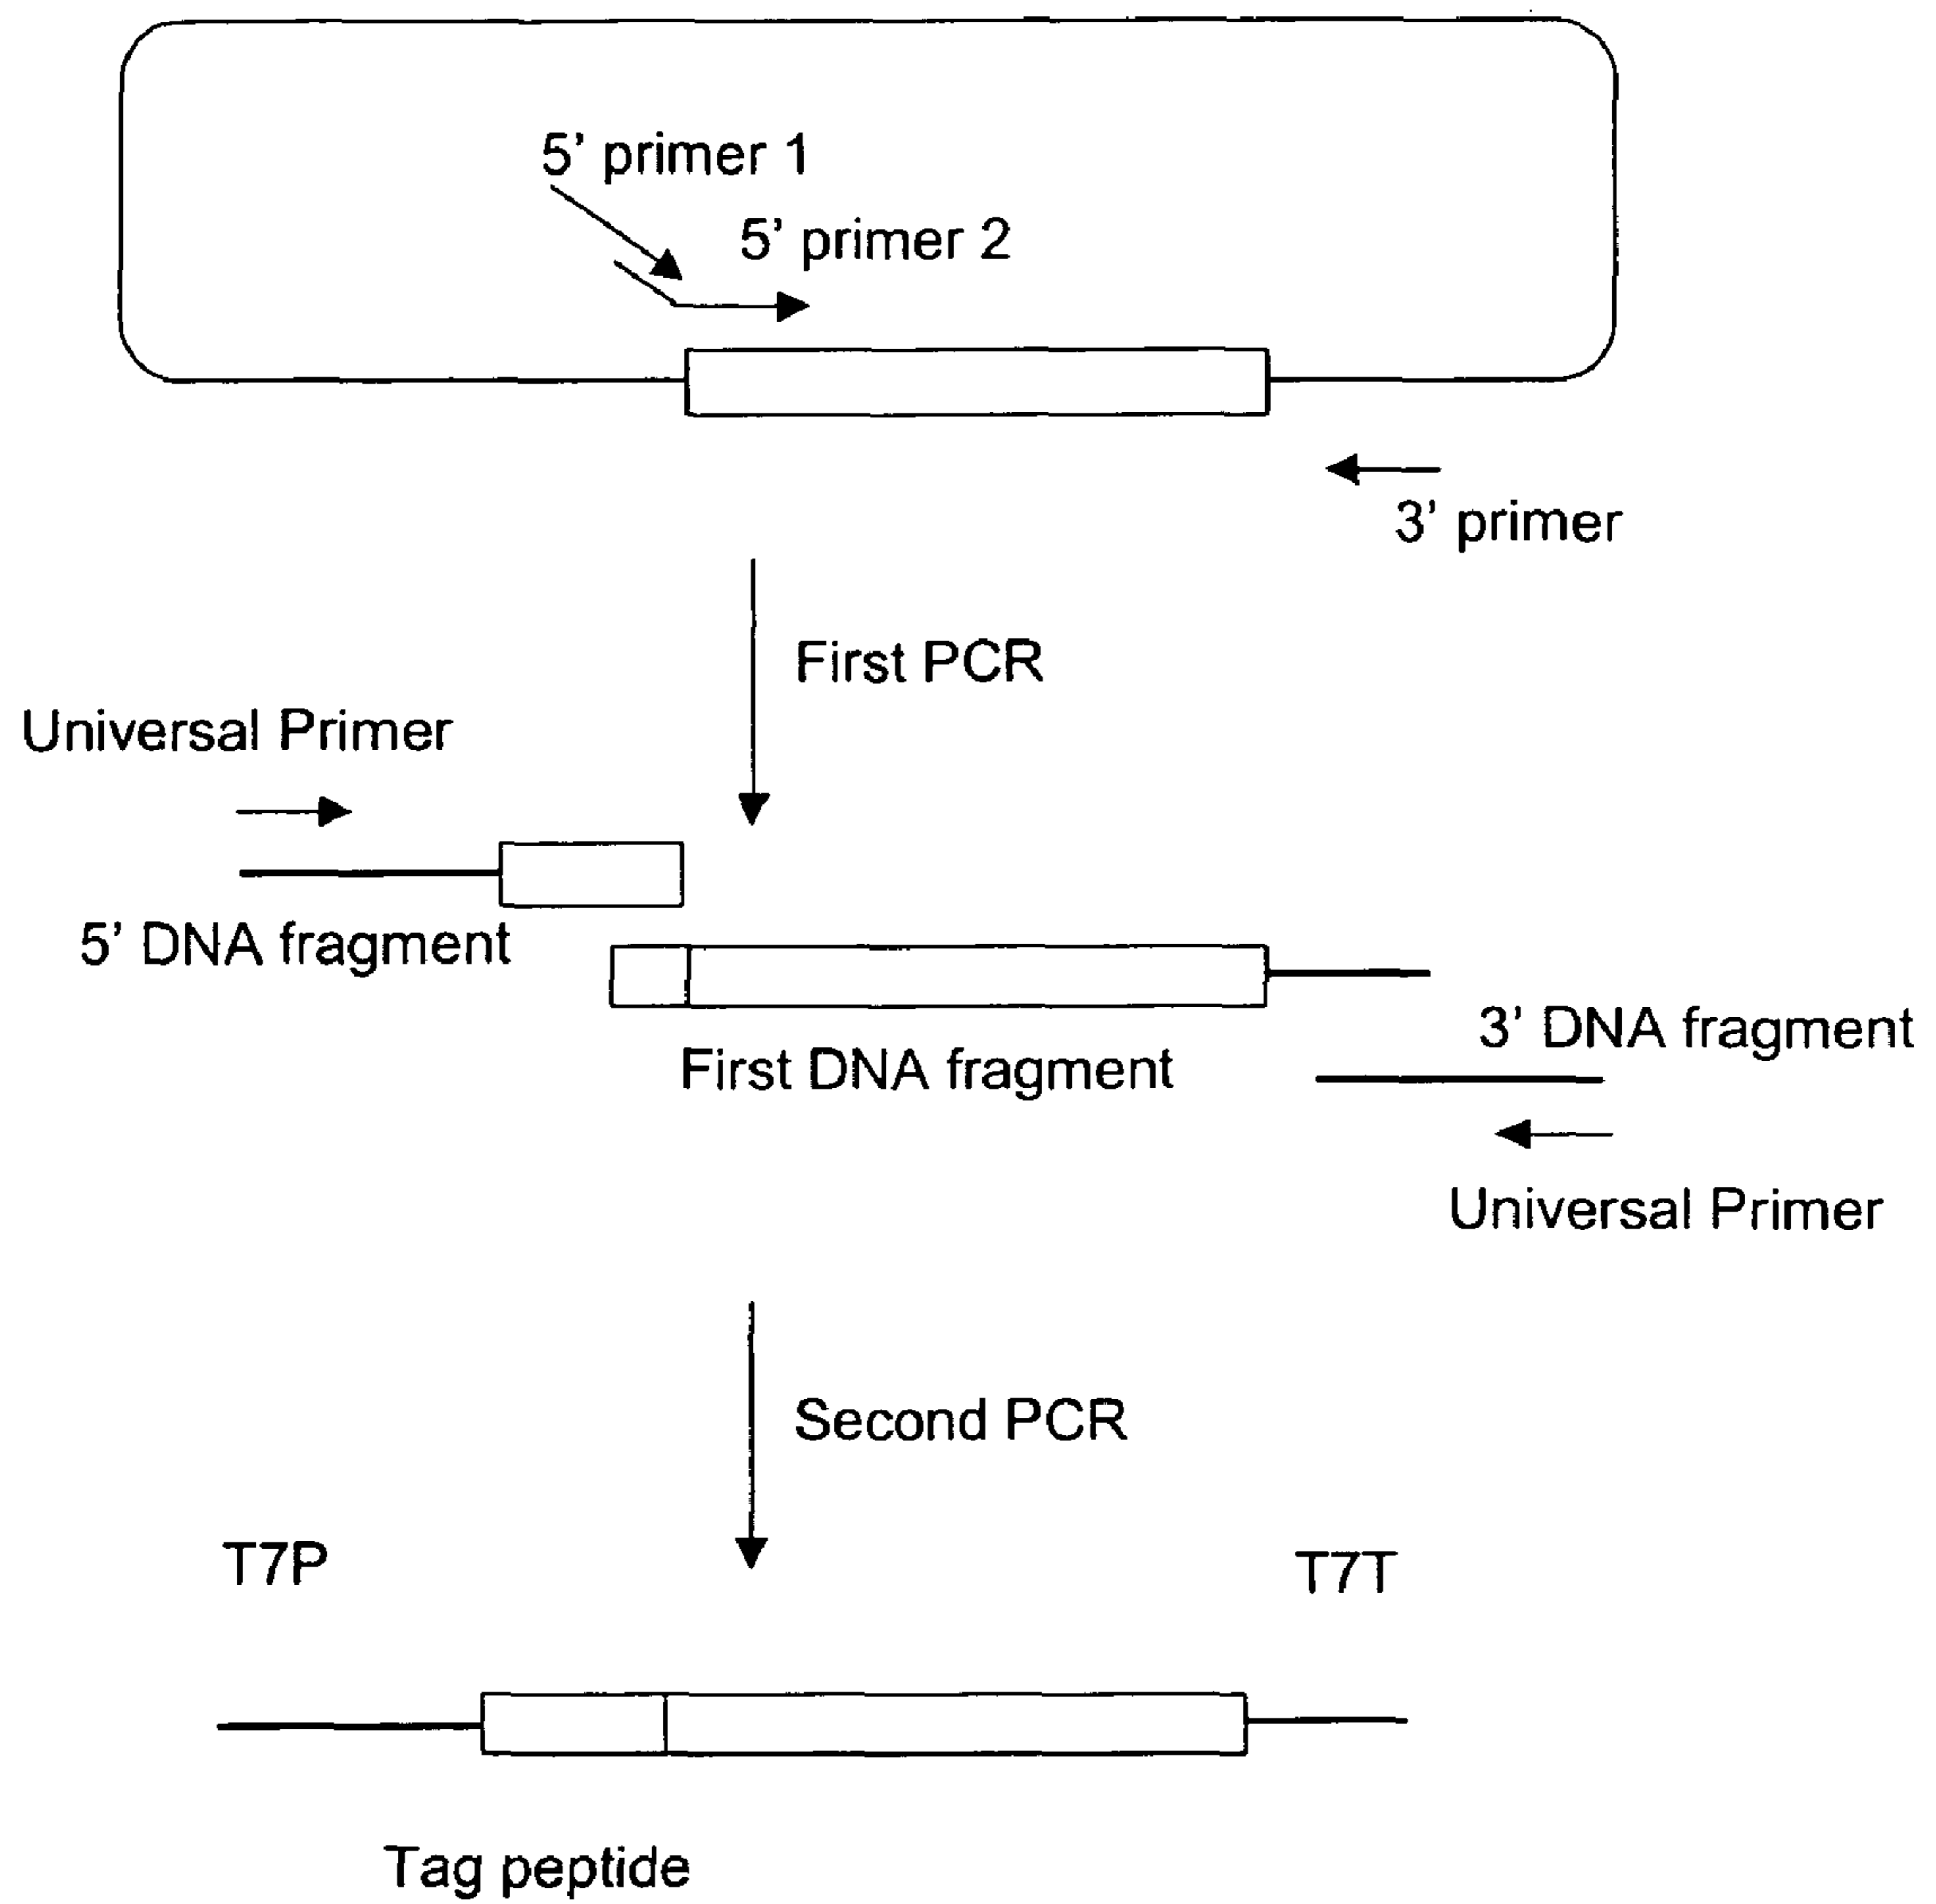 5' primer 1
5' primer 2
3' primer
First PCR
Universal Primer
5' DNA fragment
First DNA fragment
3' DNA fragment
Universal Primer
Second PCR
T7P
T7T
Tag peptide